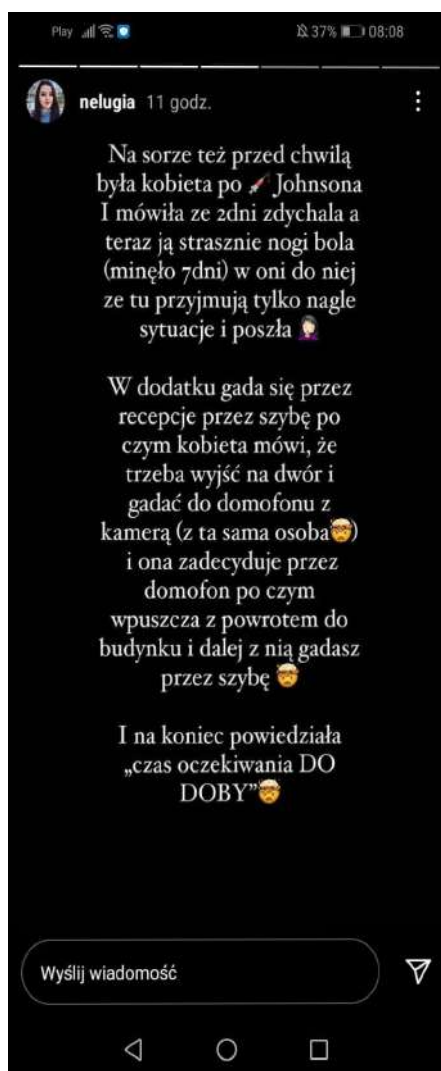 Play 37% 08:08
nelugia 11 godz.
Na sorze też przed chwilą
była kobieta po 💉 Johnsona
I mówiła ze 2dni zdychala a
teraz ją strasznie nogi bola
(minęło 7dni) w oni do niej
ze tu przyjmują tylko nagle
sytuacje i poszła 🤦🏻‍♀️
W dodatku gada się przez
recepcje przez szybę po
czym kobieta mówi, że
trzeba wyjść na dwór i
gadać do domofonu z
kamerą (z ta sama osoba🤯)
i ona zadecyduje przez
domofon po czym
wpuszcza z powrotem do
budynku i dalej z nią gadasz
przez szybę 🤯
I na koniec powiedziała
„czas oczekiwania DO
DOBY”🤯
Wyślij wiadomość